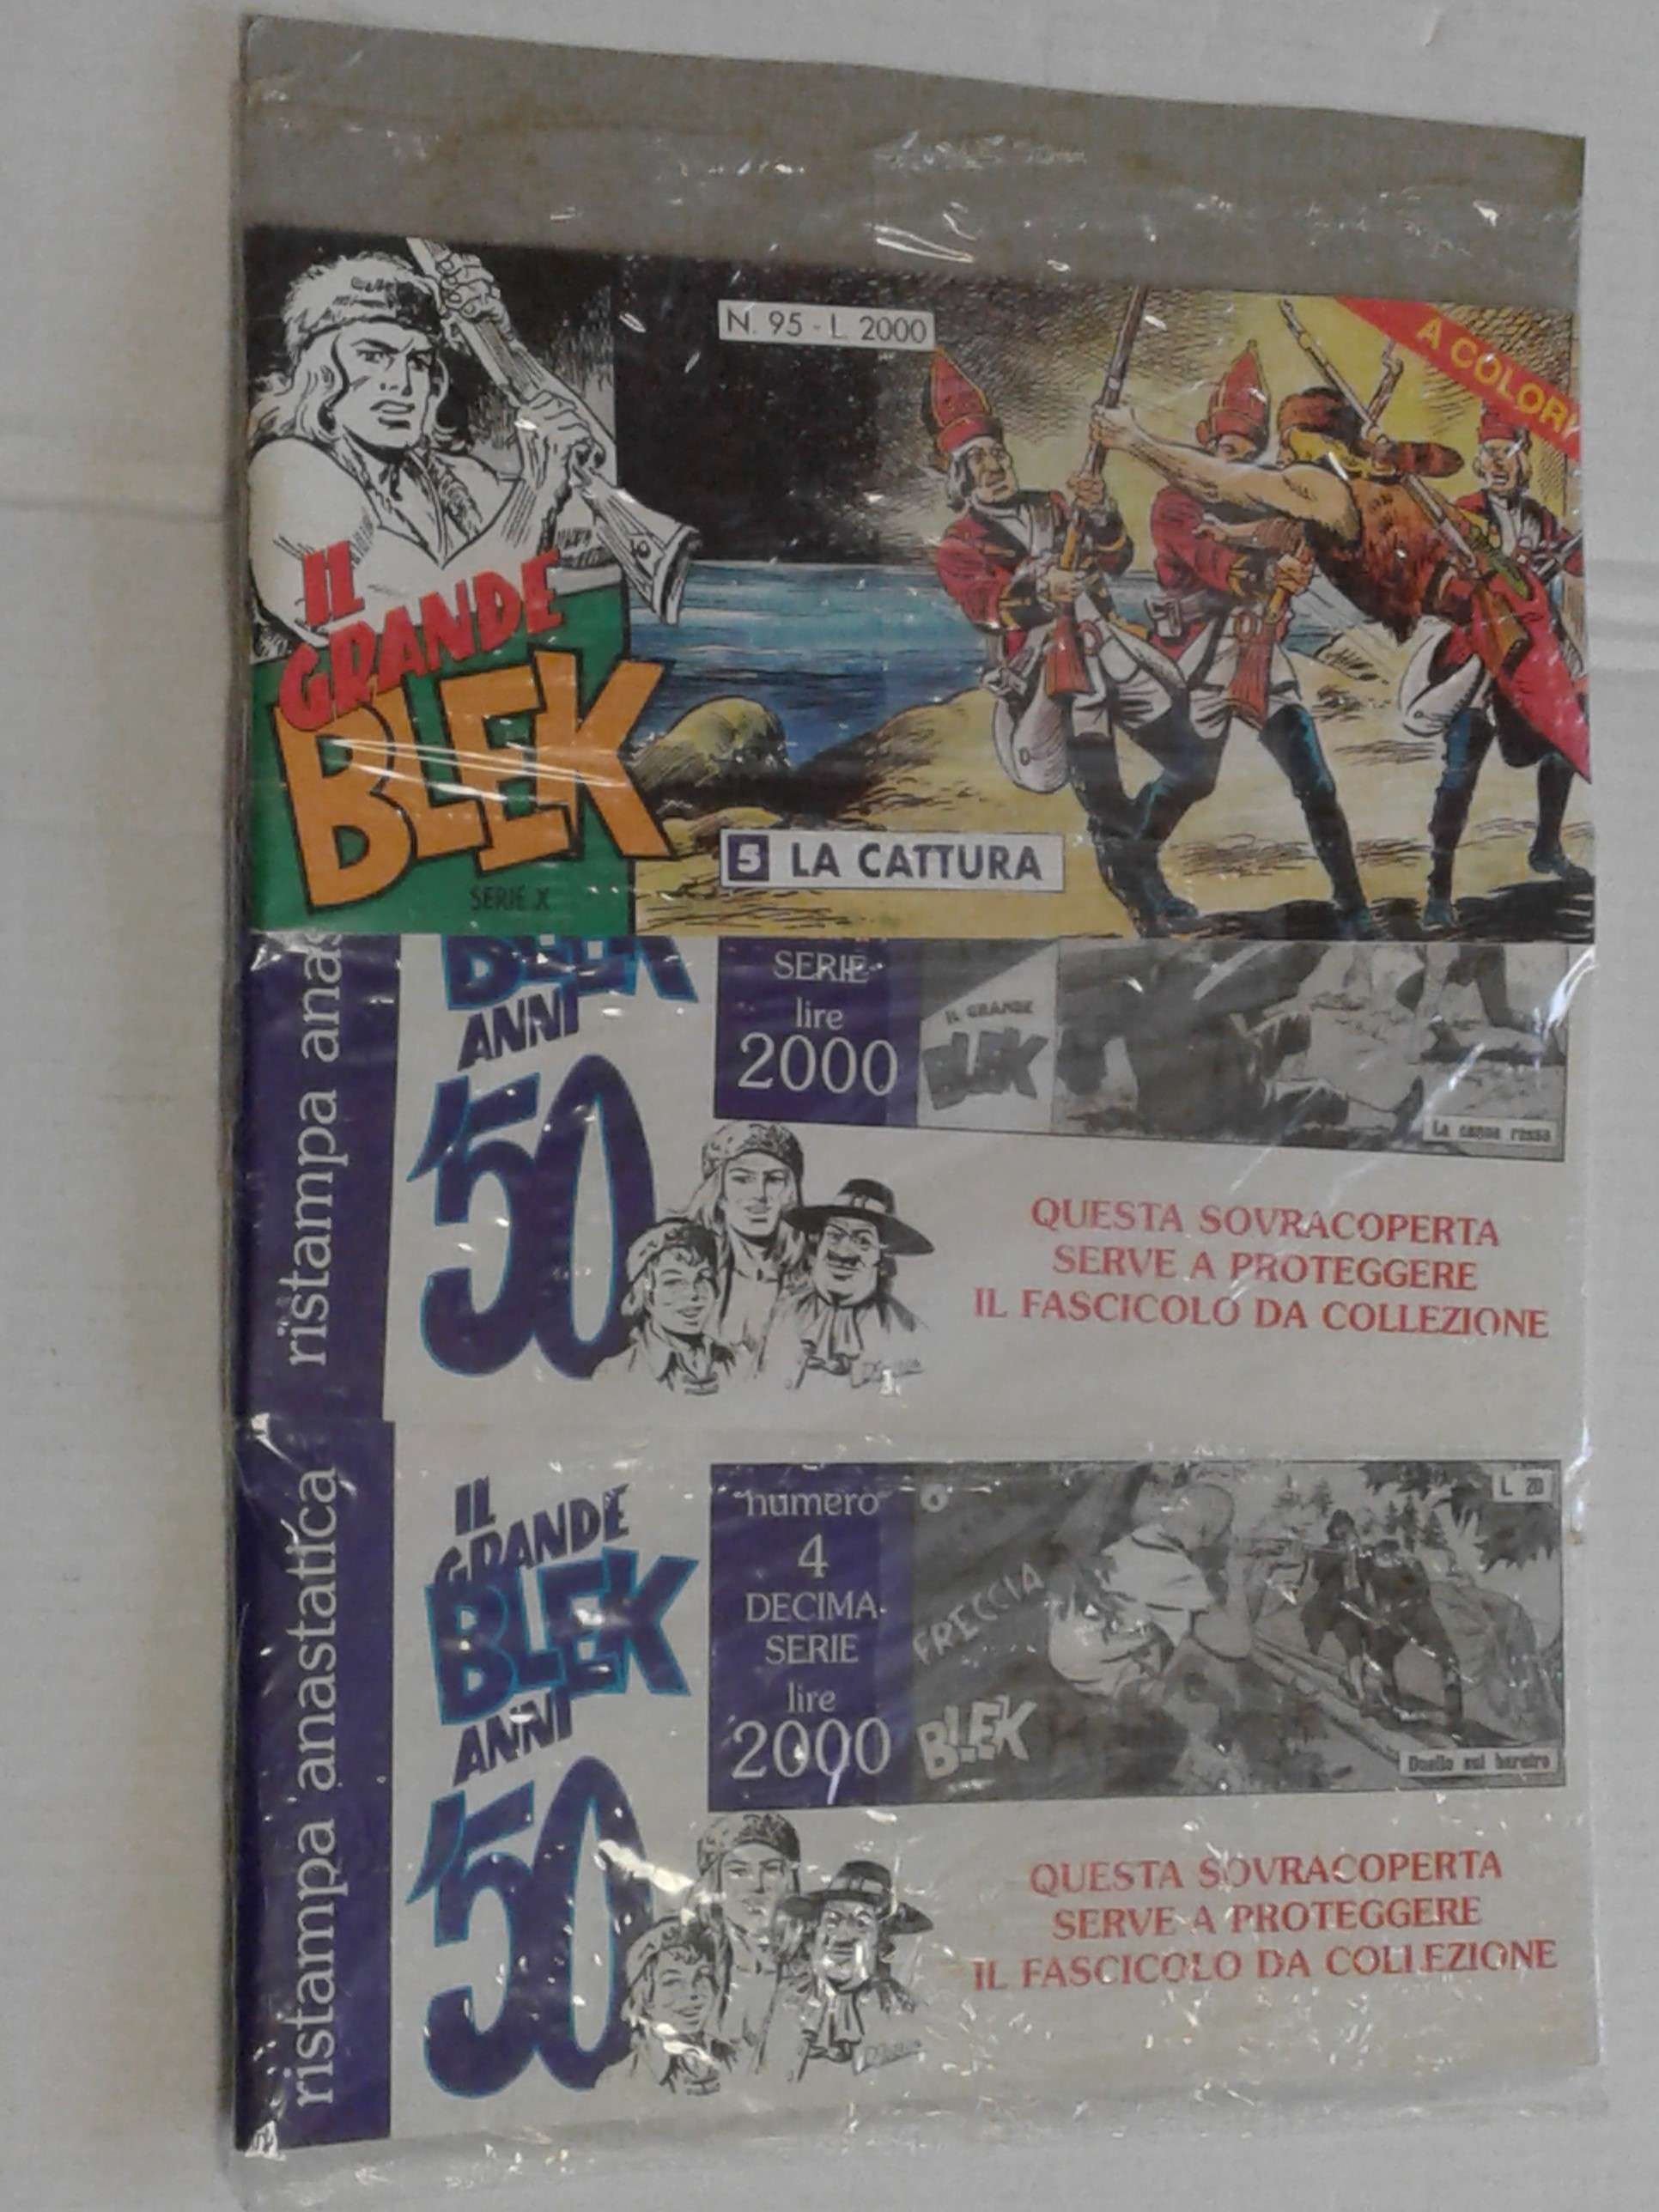 N. 95 - L. 2000
A COLORI
IL
GRANDE
BLEK
SERIE X
5 LA CATTURA
ristampa anas
BLEK
ANNI
'50
SERIE
lire
2000
IL GRANDE
BLEK
La canoa rossa
QUESTA SOVRACOPERTA
SERVE A PROTEGGERE
IL FASCICOLO DA COLLEZIONE
ristampa anastatica
IL
GRANDE
BLEK
ANNI
'50
numero
4
DECIMA
SERIE
lire
2000
FRECCIA
BLEK
L. 20
Duello sul
QUESTA SOVRACOPERTA
SERVE A PROTEGGERE
IL FASCICOLO DA COLLEZIONE